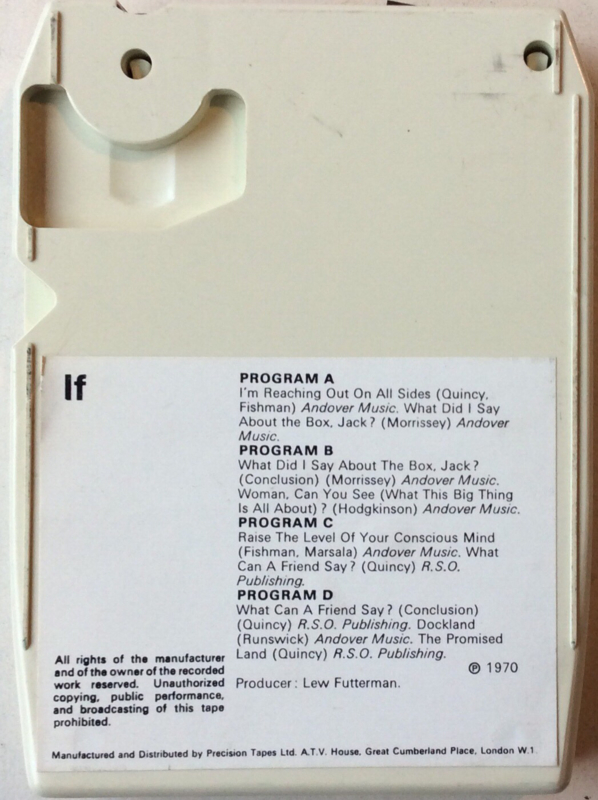 If
PROGRAM A
I'm Reaching Out On All Sides (Quincy,
Fishman) Andover Music. What Did I Say
About the Box, Jack? (Morrissey) Andover
Music.
PROGRAM B
What Did I Say About The Box, Jack?
(Conclusion) (Morrissey) Andover Music.
Woman, Can You See (What This Big Thing
Is All About)? (Hodgkinson) Andover Music.
PROGRAM C
Raise The Level Of Your Conscious Mind
(Fishman, Marsala) Andover Music. What
Can A Friend Say? (Quincy) R.S.O.
Publishing.
PROGRAM D
What Can A Friend Say? (Conclusion)
(Quincy) R.S.O. Publishing. Dockland
(Runswick) Andover Music. The Promised
Land (Quincy) R.S.O. Publishing.
℗ 1970
Producer: Lew Futterman.
All rights of the manufacturer
and of the owner of the recorded
work reserved. Unauthorized
copying, public performance,
and broadcasting of this tape
prohibited.
Manufactured and Distributed by Precision Tapes Ltd. A.T.V. House, Great Cumberland Place, London W.1.